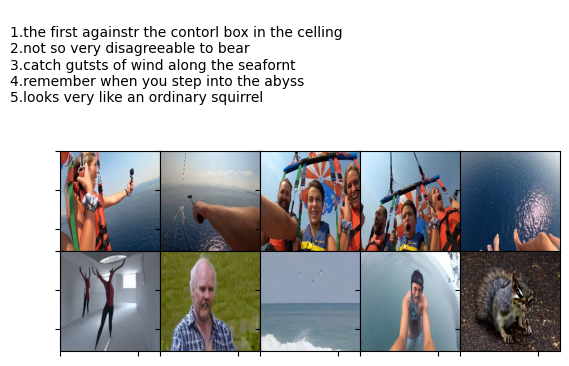 1.the first againstr the contorl box in the celling
2.not so very disagreeable to bear
3.catch gutsts of wind along the seafornt
4.remember when you step into the abyss
5.looks very like an ordinary squirrel